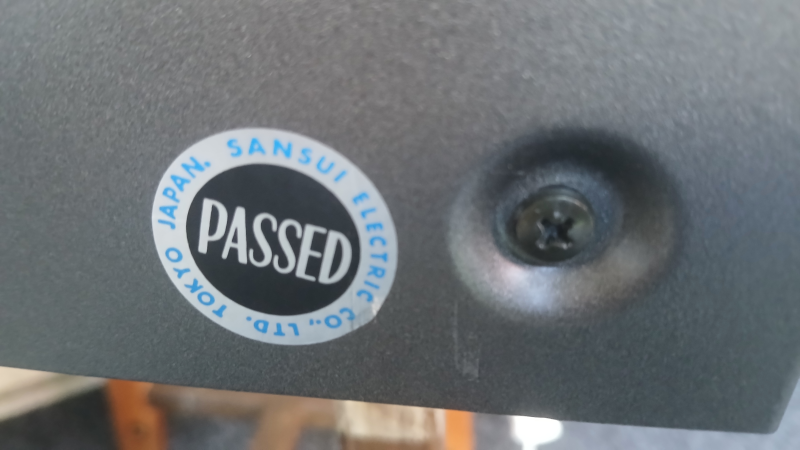 SANSUI ELECTRIC CO., LTD. TOKYO JAPAN.
PASSED